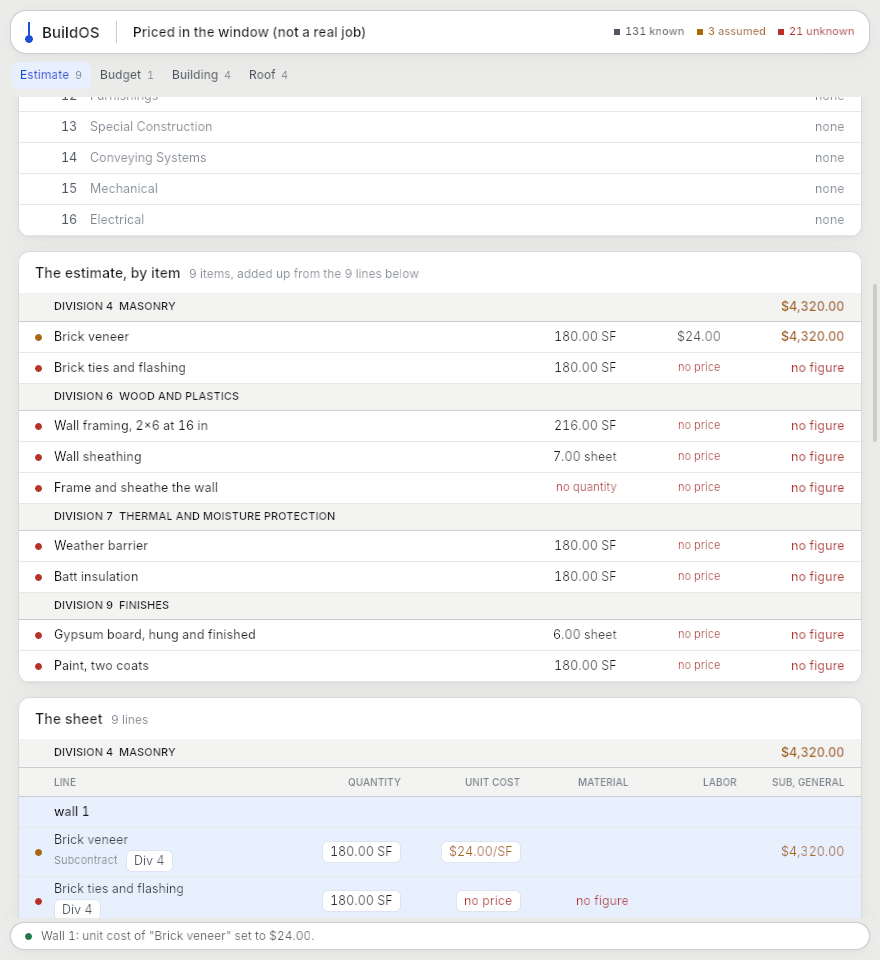 BuildOS Priced in the window (not a real job) 131 known 3 assumed 21 unknown
Estimate 9 Budget 1 Building 4 Roof 4
12 Furnishings none
13 Special Construction none
14 Conveying Systems none
15 Mechanical none
16 Electrical none
The estimate, by item 9 items, added up from the 9 lines below
DIVISION 4 MASONRY $4,320.00
Brick veneer 180.00 SF $24.00 $4,320.00
Brick ties and flashing 180.00 SF no price no figure
DIVISION 6 WOOD AND PLASTICS
Wall framing, 2×6 at 16 in 216.00 SF no price no figure
Wall sheathing 7.00 sheet no price no figure
Frame and sheathe the wall no quantity no price no figure
DIVISION 7 THERMAL AND MOISTURE PROTECTION
Weather barrier 180.00 SF no price no figure
Batt insulation 180.00 SF no price no figure
DIVISION 9 FINISHES
Gypsum board, hung and finished 6.00 sheet no price no figure
Paint, two coats 180.00 SF no price no figure
The sheet 9 lines
DIVISION 4 MASONRY $4,320.00
LINE QUANTITY UNIT COST MATERIAL LABOR SUB, GENERAL
wall 1
Brick veneer
Subcontract Div 4 180.00 SF $24.00/SF $4,320.00
Brick ties and flashing
Div 4 180.00 SF no price no figure
Wall 1: unit cost of "Brick veneer" set to $24.00.